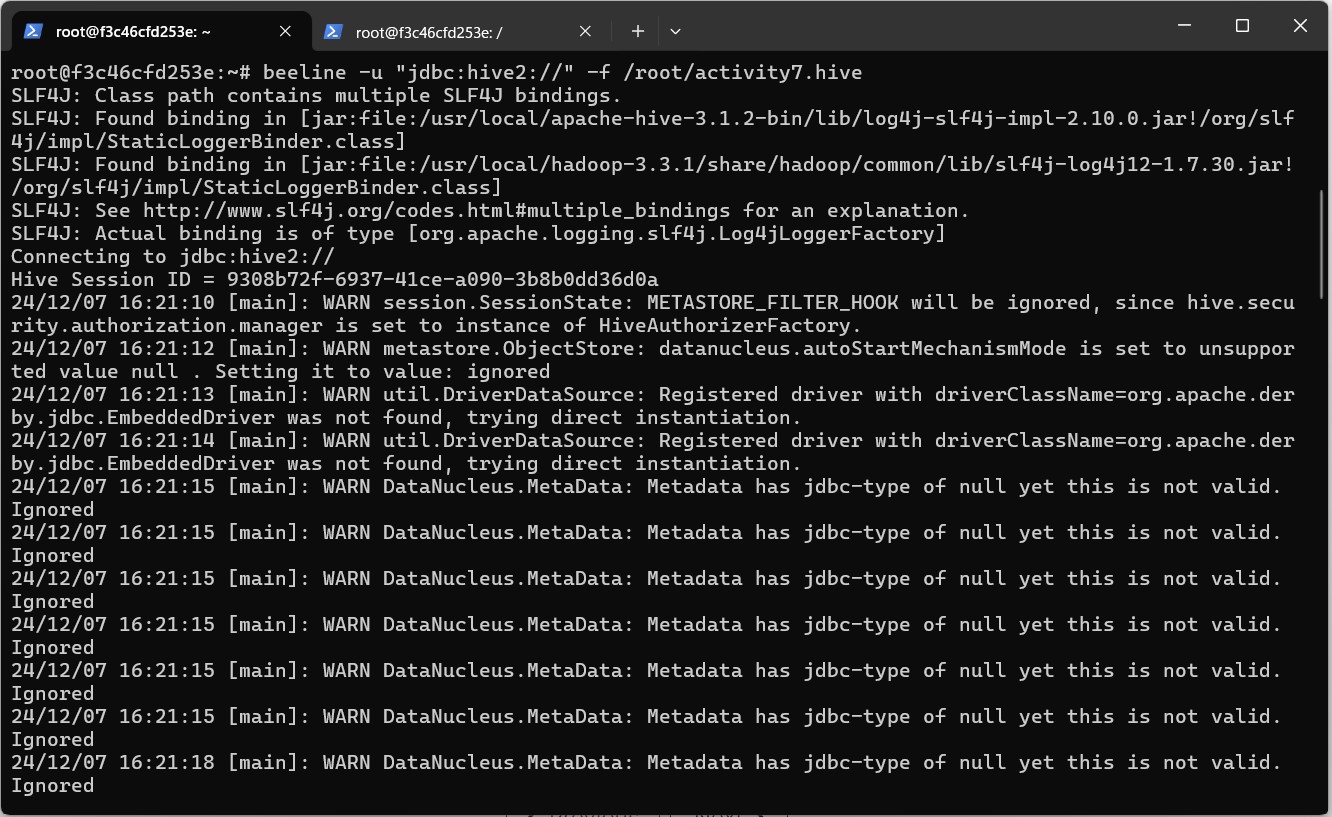 root@f3c46cfd253e: ~
root@f3c46cfd253e: /
root@f3c46cfd253e:~# beeline -u "jdbc:hive2://" -f /root/activity7.hive
SLF4J: Class path contains multiple SLF4J bindings.
SLF4J: Found binding in [jar:file:/usr/local/apache-hive-3.1.2-bin/lib/log4j-slf4j-impl-2.10.0.jar!/org/slf
4j/impl/StaticLoggerBinder.class]
SLF4J: Found binding in [jar:file:/usr/local/hadoop-3.3.1/share/hadoop/common/lib/slf4j-log4j12-1.7.30.jar!
/org/slf4j/impl/StaticLoggerBinder.class]
SLF4J: See http://www.slf4j.org/codes.html#multiple_bindings for an explanation.
SLF4J: Actual binding is of type [org.apache.logging.slf4j.Log4jLoggerFactory]
Connecting to jdbc:hive2://
Hive Session ID = 9308b72f-6937-41ce-a090-3b8b0dd36d0a
24/12/07 16:21:10 [main]: WARN session.SessionState: METASTORE_FILTER_HOOK will be ignored, since hive.secu
rity.authorization.manager is set to instance of HiveAuthorizerFactory.
24/12/07 16:21:12 [main]: WARN metastore.ObjectStore: datanucleus.autoStartMechanismMode is set to unsuppor
ted value null . Setting it to value: ignored
24/12/07 16:21:13 [main]: WARN util.DriverDataSource: Registered driver with driverClassName=org.apache.der
by.jdbc.EmbeddedDriver was not found, trying direct instantiation.
24/12/07 16:21:14 [main]: WARN util.DriverDataSource: Registered driver with driverClassName=org.apache.der
by.jdbc.EmbeddedDriver was not found, trying direct instantiation.
24/12/07 16:21:15 [main]: WARN DataNucleus.MetaData: Metadata has jdbc-type of null yet this is not valid.
Ignored
24/12/07 16:21:15 [main]: WARN DataNucleus.MetaData: Metadata has jdbc-type of null yet this is not valid.
Ignored
24/12/07 16:21:15 [main]: WARN DataNucleus.MetaData: Metadata has jdbc-type of null yet this is not valid.
Ignored
24/12/07 16:21:15 [main]: WARN DataNucleus.MetaData: Metadata has jdbc-type of null yet this is not valid.
Ignored
24/12/07 16:21:15 [main]: WARN DataNucleus.MetaData: Metadata has jdbc-type of null yet this is not valid.
Ignored
24/12/07 16:21:15 [main]: WARN DataNucleus.MetaData: Metadata has jdbc-type of null yet this is not valid.
Ignored
24/12/07 16:21:18 [main]: WARN DataNucleus.MetaData: Metadata has jdbc-type of null yet this is not valid.
Ignored